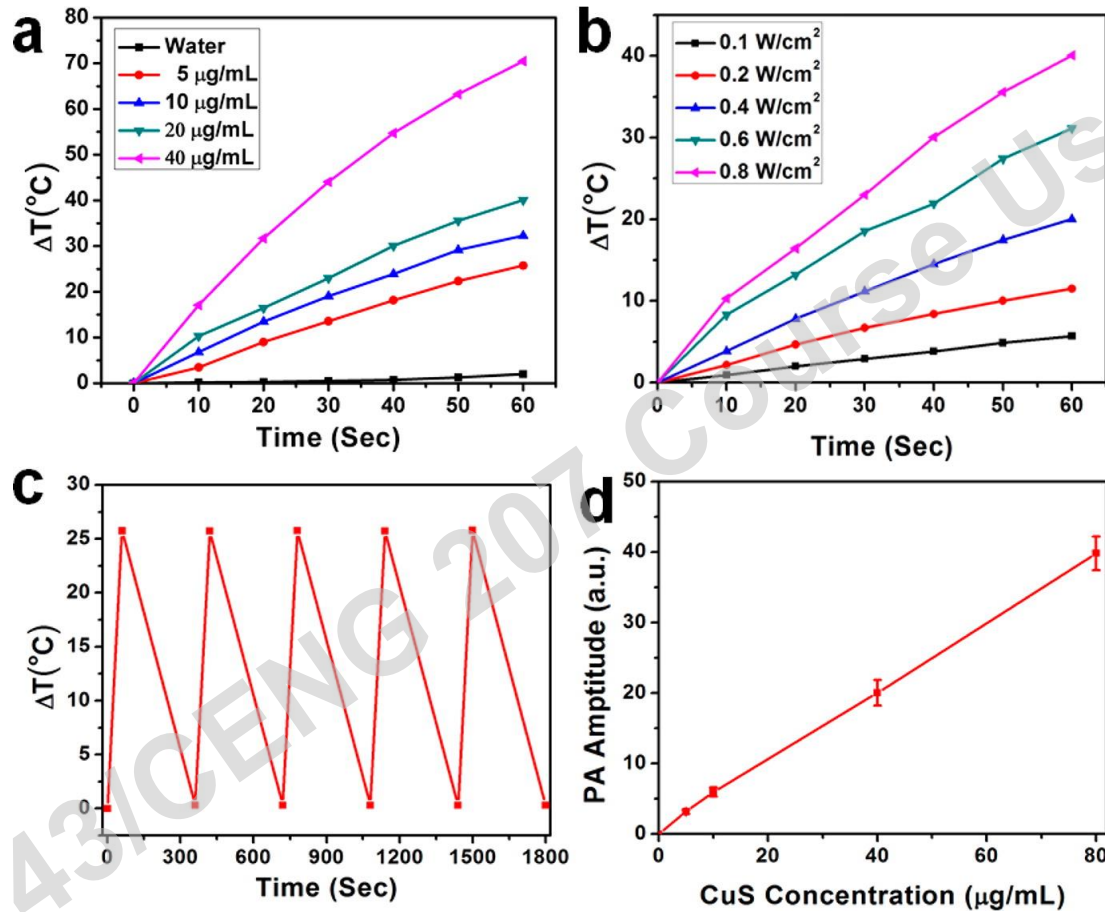 a
80
70
60
50
40
30
20
10
0
ΔT(°C)
Water
5 μg/mL
10 μg/mL
20 μg/mL
40 μg/mL
0 10 20 30 40 50 60
Time (Sec)
b
40
30
20
10
0
ΔT(°C)
0.1 W/cm²
0.2 W/cm²
0.4 W/cm²
0.6 W/cm²
0.8 W/cm²
0 10 20 30 40 50 60
Time (Sec)
c
30
25
20
15
10
5
0
ΔT(°C)
0 300 600 900 1200 1500 1800
Time (Sec)
d
50
40
30
20
10
0
PA Amptitude (a.u.)
0 20 40 60 80
CuS Concentration (μg/mL)
43/CENG 207 Course Us